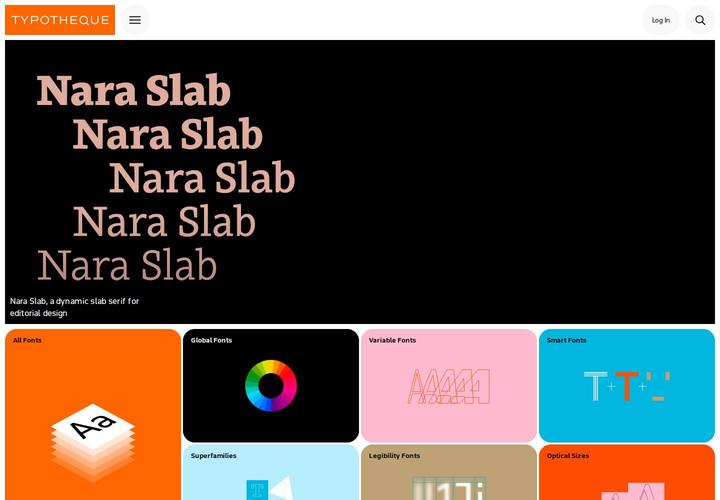 TYPOTHEQUE
Log In
Nara Slab
Nara Slab
Nara Slab
Nara Slab
Nara Slab
Nara Slab, a dynamic slab serif for
editorial design
All Fonts
Global Fonts
Variable Fonts
Smart Fonts
Aa
T+T+
Superfamilies
Legibility Fonts
Optical Sizes